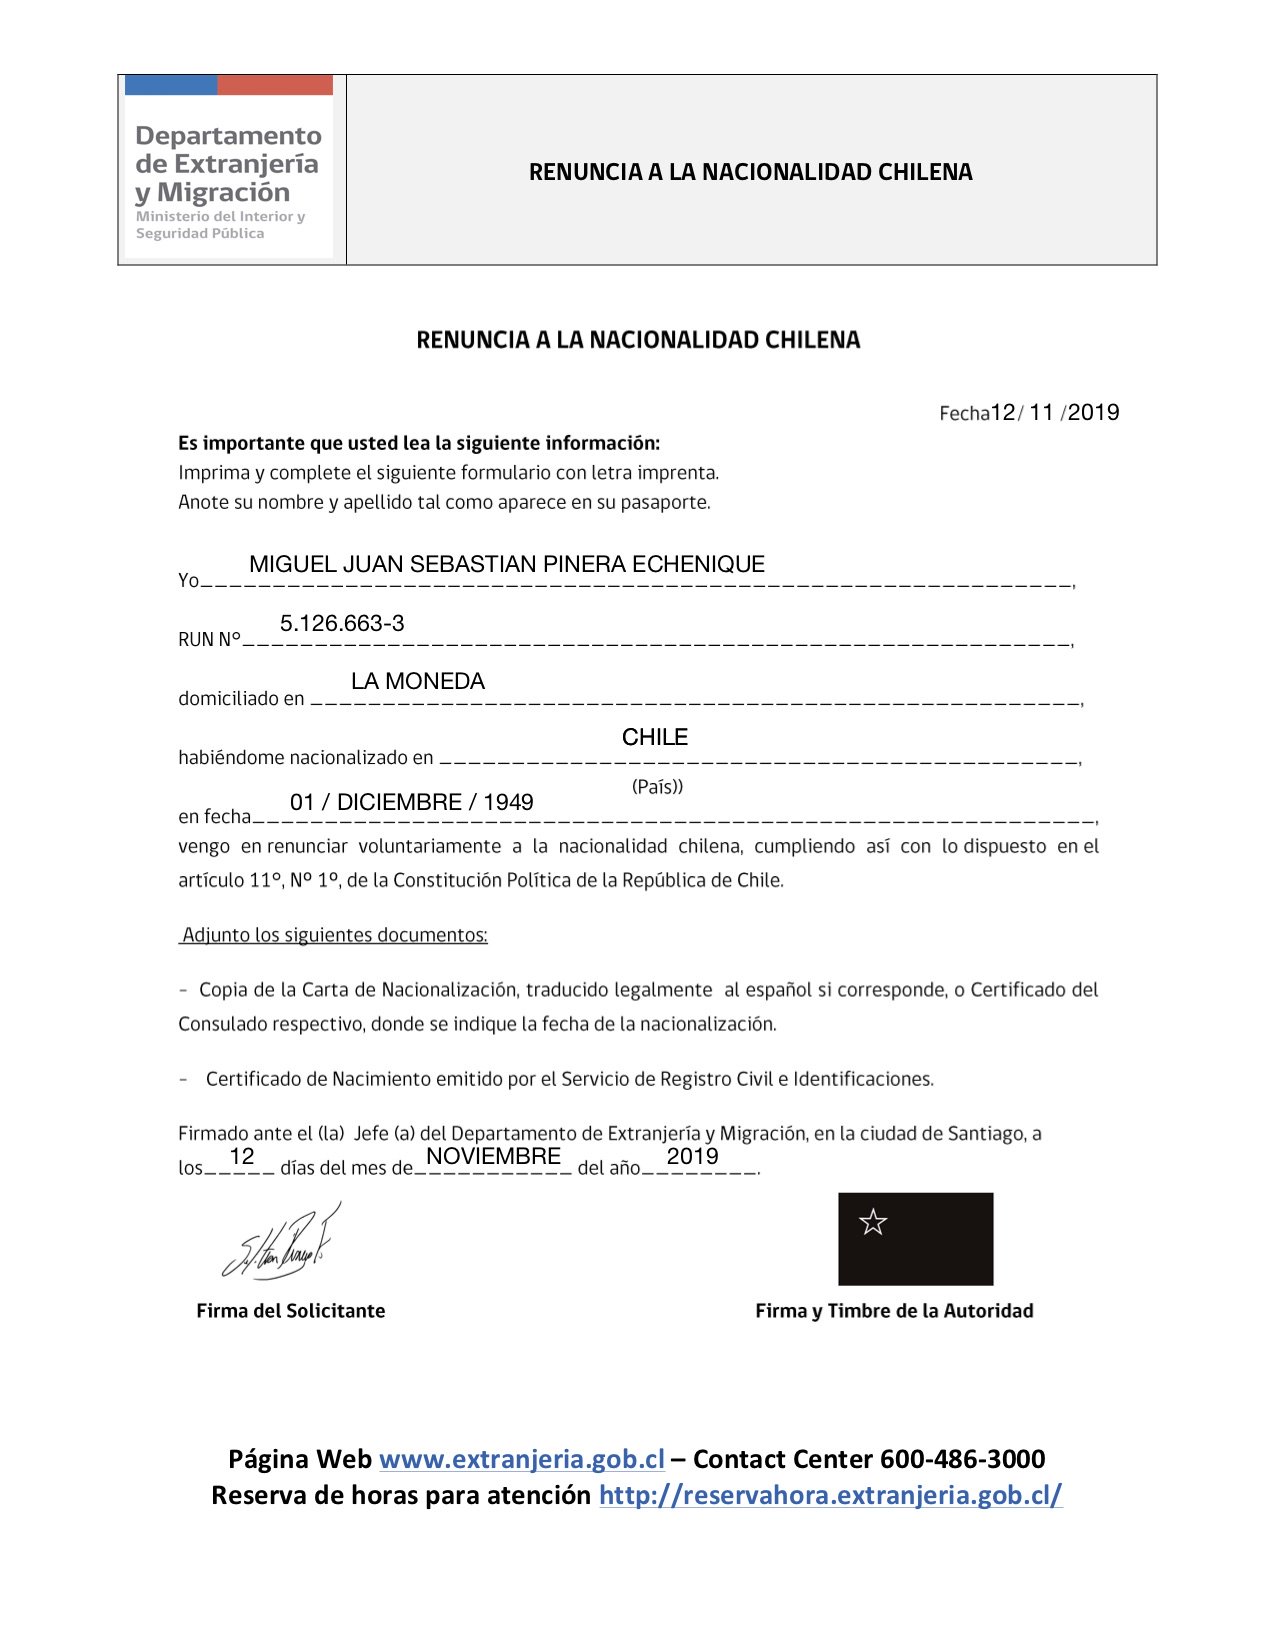 Departamento
de Extranjería
y Migración
Ministerio del Interior y
Seguridad Pública
RENUNCIA A LA NACIONALIDAD CHILENA
RENUNCIA A LA NACIONALIDAD CHILENA
Fecha12/ 11 /2019
Es importante que usted lea la siguiente información:
Imprima y complete el siguiente formulario con letra imprenta.
Anote su nombre y apellido tal como aparece en su pasaporte.
Yo MIGUEL JUAN SEBASTIAN PINERA ECHENIQUE,
RUN Nº 5.126.663-3,
domiciliado en LA MONEDA,
habiéndome nacionalizado en CHILE,
(País))
en fecha 01 / DICIEMBRE / 1949,
vengo en renunciar voluntariamente a la nacionalidad chilena, cumpliendo así con lo dispuesto en el
artículo 11º, Nº 1º, de la Constitución Política de la República de Chile.
Adjunto los siguientes documentos:
- Copia de la Carta de Nacionalización, traducido legalmente al español si corresponde, o Certificado del
Consulado respectivo, donde se indique la fecha de la nacionalización.
- Certificado de Nacimiento emitido por el Servicio de Registro Civil e Identificaciones.
Firmado ante el (la) Jefe (a) del Departamento de Extranjería y Migración, en la ciudad de Santiago, a
los 12 días del mes de NOVIEMBRE del año 2019.
Firma del Solicitante
Firma y Timbre de la Autoridad
Página Web www.extranjeria.gob.cl – Contact Center 600-486-3000
Reserva de horas para atención http://reservahora.extranjeria.gob.cl/